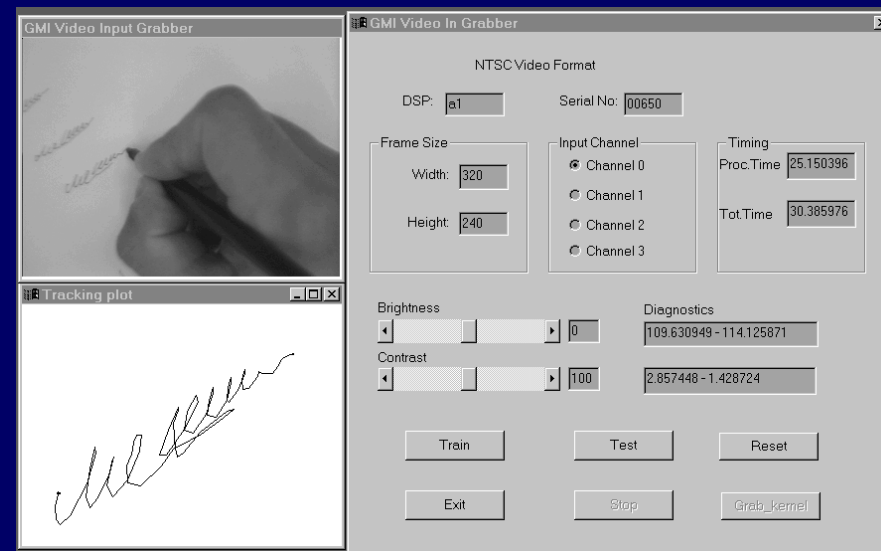 GMI Video Input Grabber
GMI Video In Grabber
NTSC Video Format
DSP: a1 Serial No: 00650
Frame Size
Width: 320
Height: 240
Input Channel
Channel 0
Channel 1
Channel 2
Channel 3
Timing
Proc.Time 25.150396
Tot.Time 30.385976
Tracking plot
Brightness
0
Contrast
100
Diagnostics
109.630949 - 114.125871
2.857448 - 1.428724
Train Test Reset
Exit Stop Grab_kernel